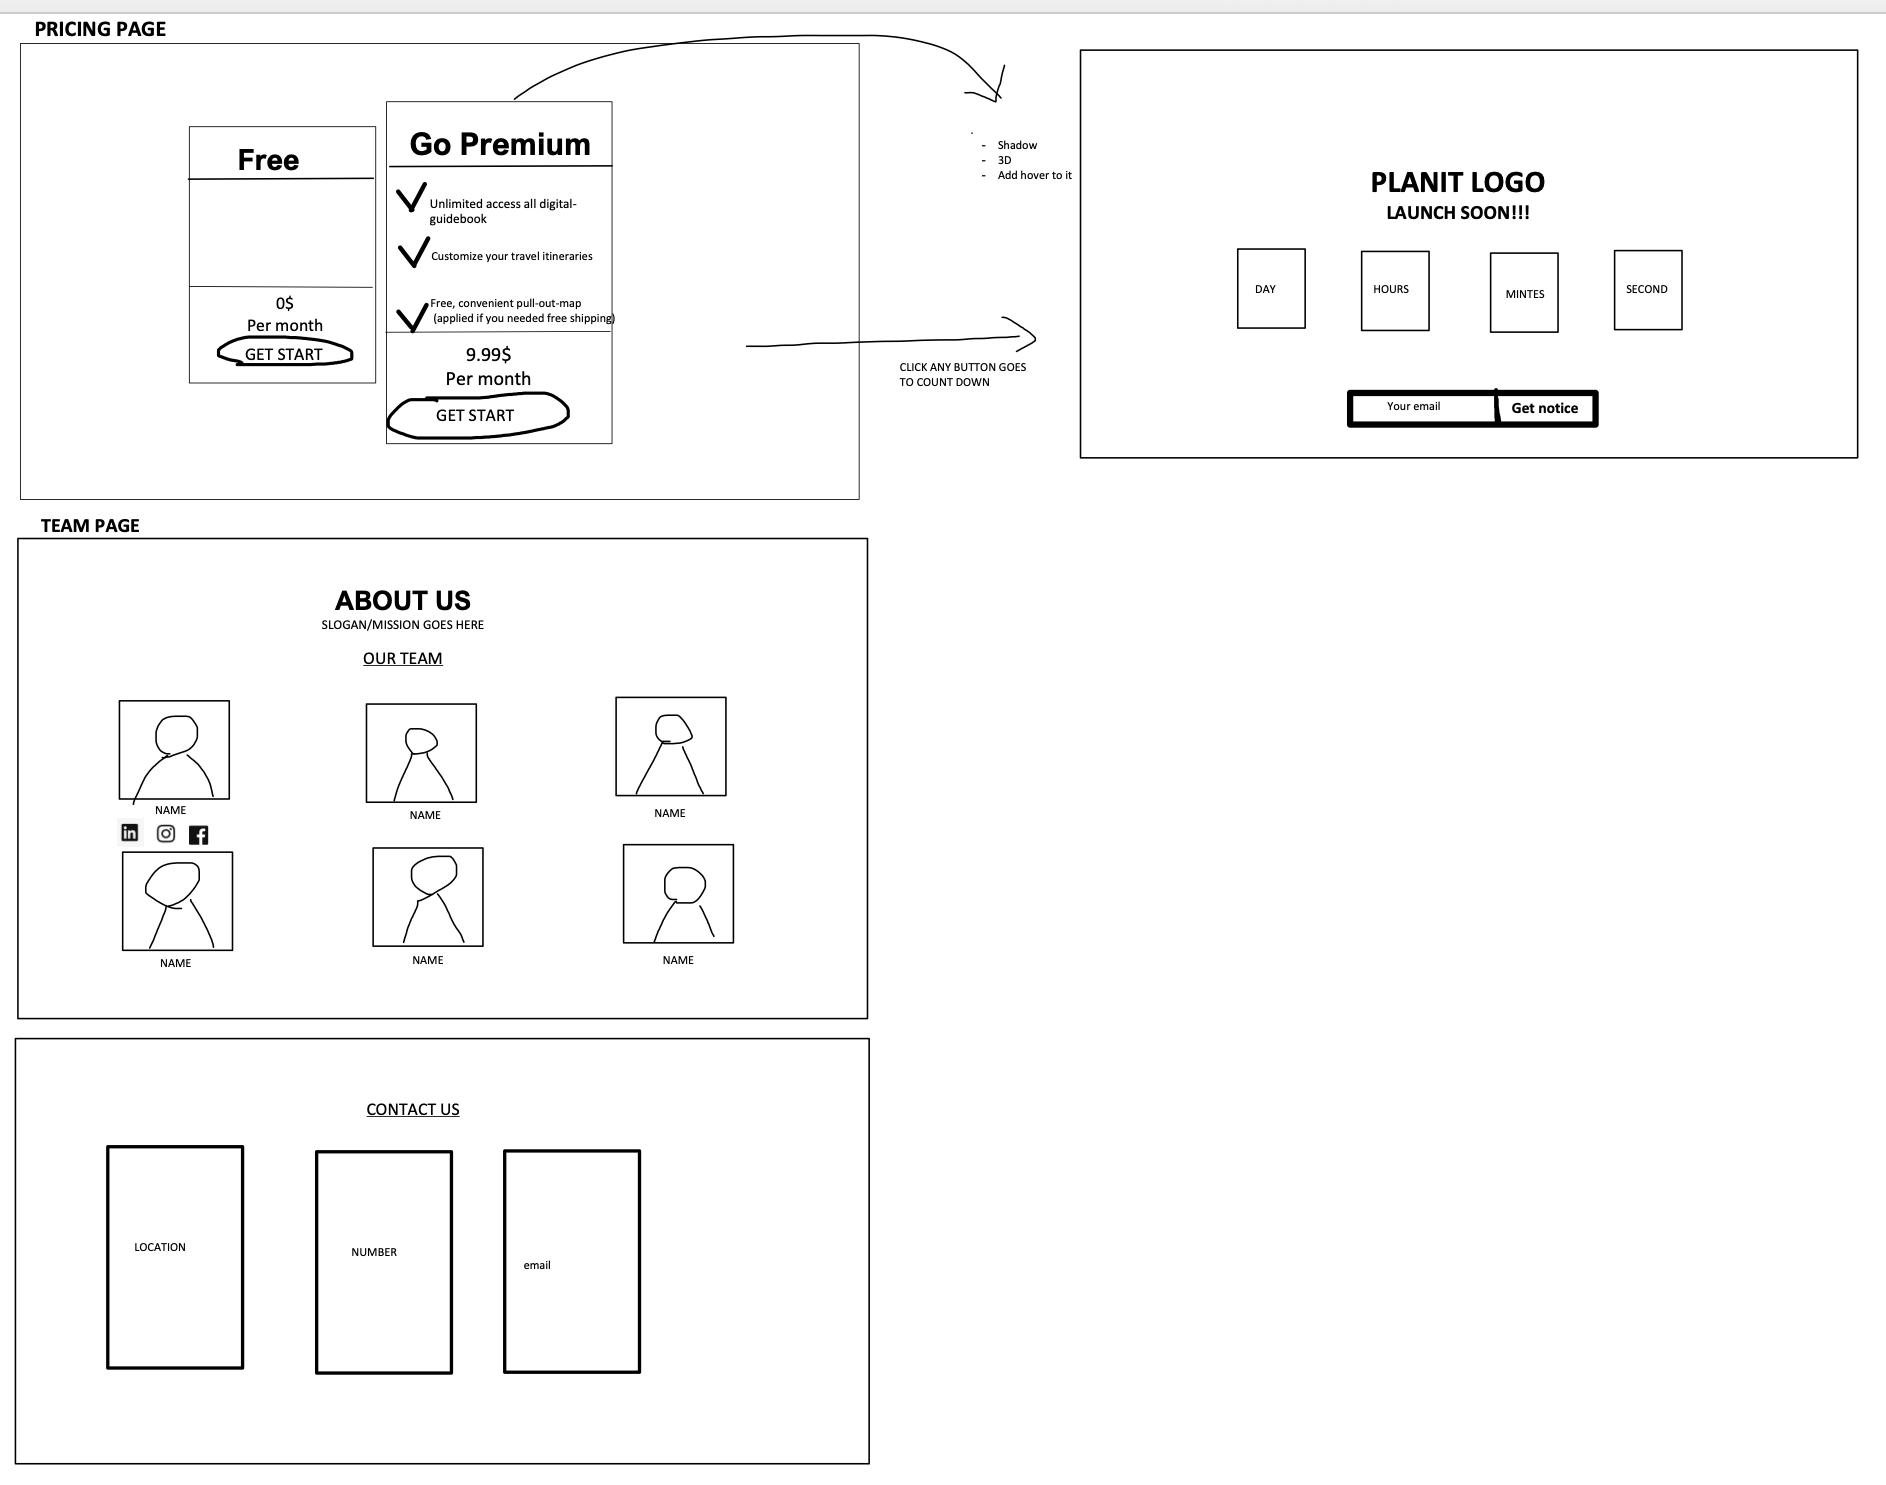 PRICING PAGE
Free
0$
Per month
GET START
Go Premium
Unlimited access all digital-
guidebook
Customize your travel itineraries
Free, convenient pull-out-map
(applied if you needed free shipping)
9.99$
Per month
GET START
- Shadow
- 3D
- Add hover to it
CLICK ANY BUTTON GOES
TO COUNT DOWN
PLANIT LOGO
LAUNCH SOON!!!
DAY
HOURS
MINTES
SECOND
Your email
Get notice
TEAM PAGE
ABOUT US
SLOGAN/MISSION GOES HERE
OUR TEAM
NAME
NAME
NAME
in
f
NAME
NAME
NAME
CONTACT US
LOCATION
NUMBER
email